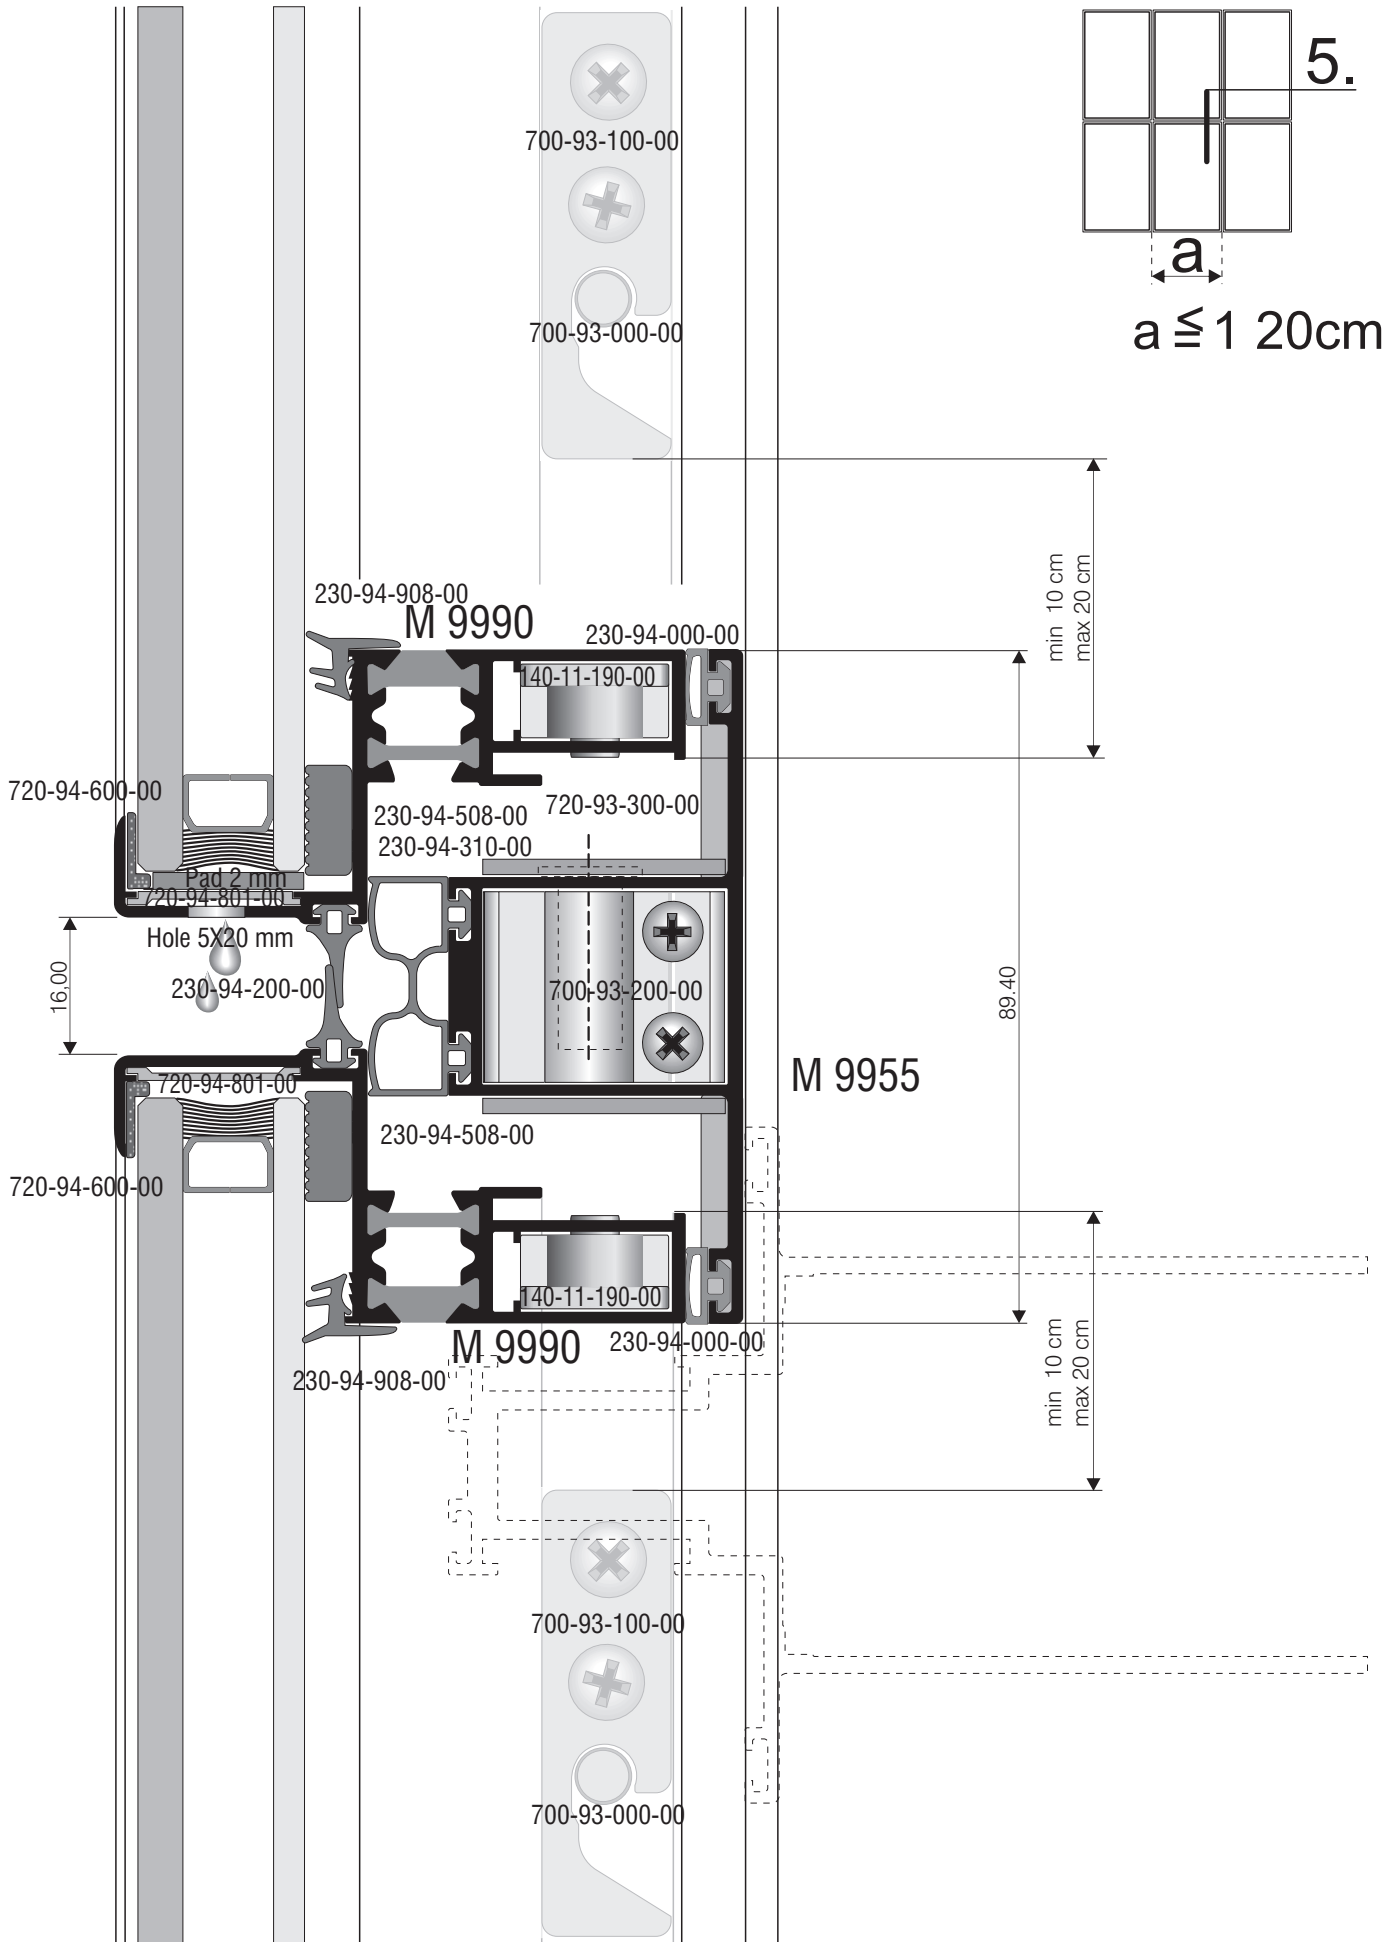 5.
700-93-100-00
a
700-93-000-00
a ≦ 1 20cm
min 10 cm
max 20 cm
230-94-908-00
M 9990
230-94-000-00
140-11-190-00
720-94-600-00
720-93-300-00
230-94-508-00
230-94-310-00
Pad 2 mm
720-94-801-00
Hole 5X20 mm
16,00
230-94-200-00
700-93-200-00
89.40
M 9955
720-94-801-00
230-94-508-00
720-94-600-00
140-11-190-00
230-94-000-00
M 9990
230-94-908-00
min 10 cm
max 20 cm
700-93-100-00
700-93-000-00